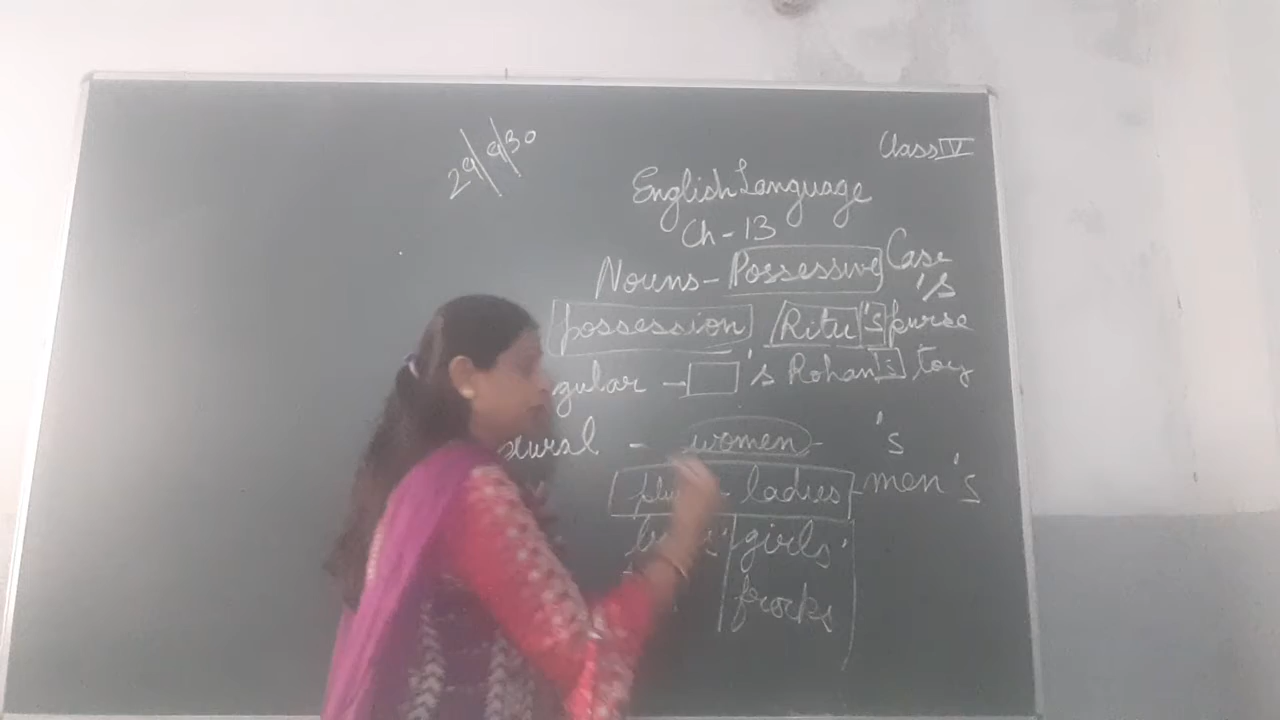 29/9/30
Class IV
English Language
Ch-13
Nouns - Possessive Case
's
possession Ritu's purse
gular → 's Rohan's toy
plural - women - 's
ladies - men's
girls'
frocks